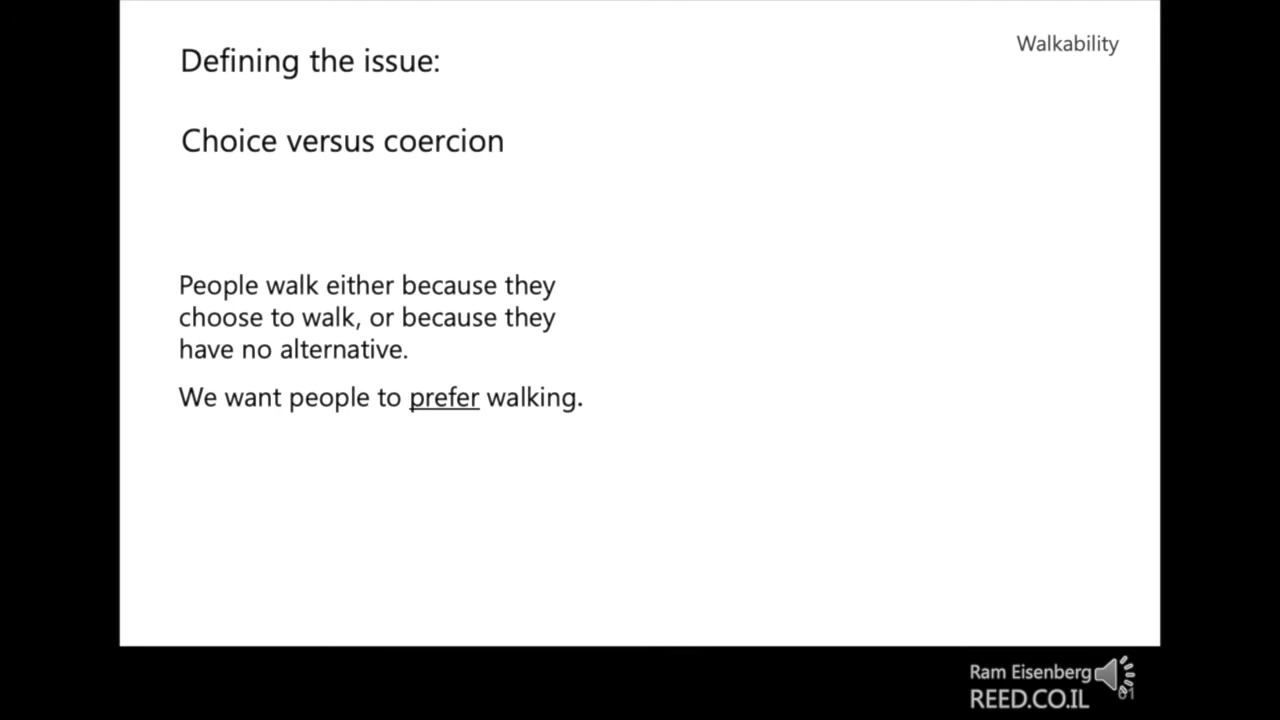 Walkability
Defining the issue:
Choice versus coercion
People walk either because they
choose to walk, or because they
have no alternative.
We want people to prefer walking.
Ram Eisenberg
REED.CO.IL